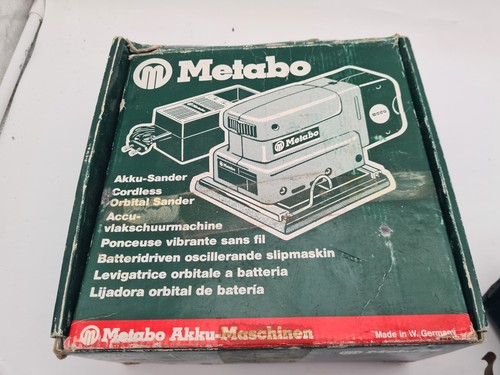 Metabo
Metabo
Metabo
Akku-Sander
Cordless
Orbital Sander
Accu-
vlakschuurmachine
Ponceuse vibrante sans fil
Batteridriven oscillerande slipmaskin
Levigatrice orbitale a batteria
Lijadora orbital de batería
Metabo Akku-Maschinen
Made in W. Germany